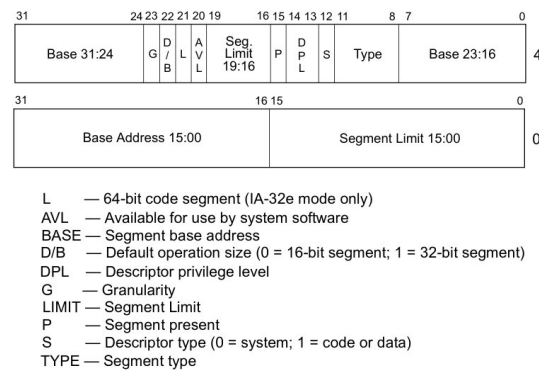 31 24 23 22 21 20 19 16 15 14 13 12 11 8 7 0
Base 31:24 G D/B L AVL Seg. Limit 19:16 P DPL S Type Base 23:16 4
31 16 15 0
Base Address 15:00 Segment Limit 15:00 0
L — 64-bit code segment (IA-32e mode only)
AVL — Available for use by system software
BASE — Segment base address
D/B — Default operation size (0 = 16-bit segment; 1 = 32-bit segment)
DPL — Descriptor privilege level
G — Granularity
LIMIT — Segment Limit
P — Segment present
S — Descriptor type (0 = system; 1 = code or data)
TYPE — Segment type